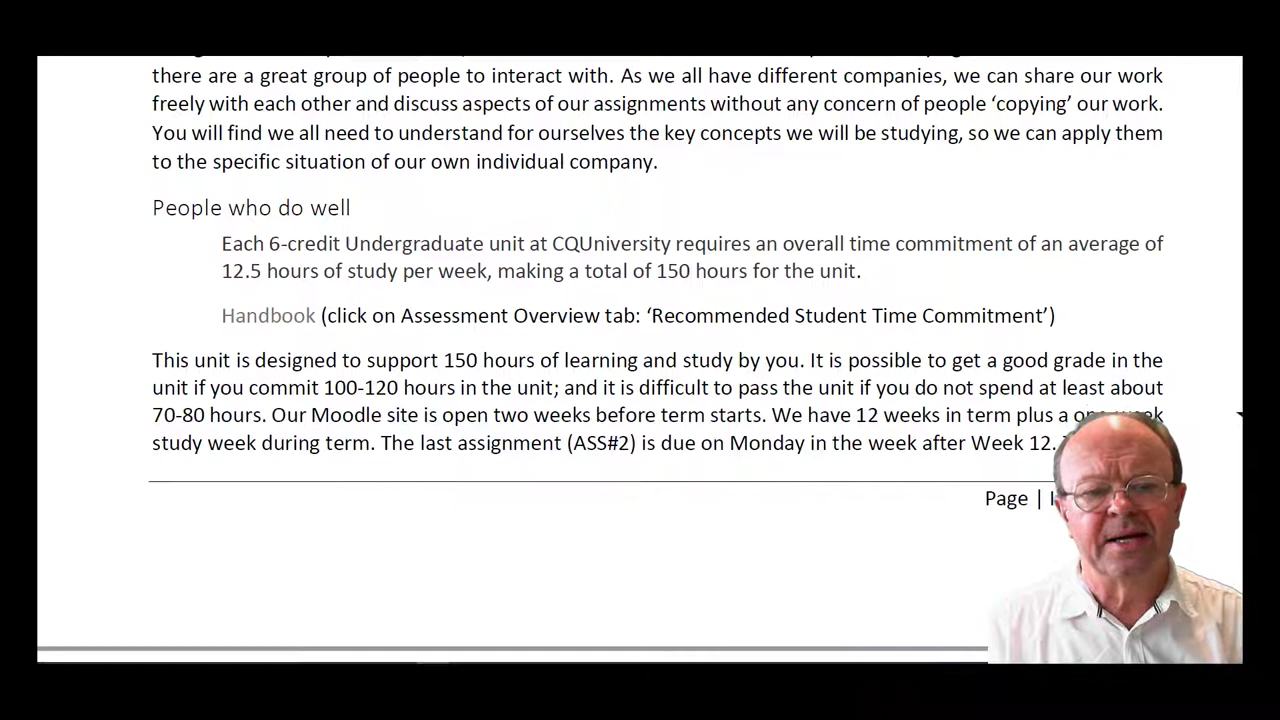 there are a great group of people to interact with. As we all have different companies, we can share our work
freely with each other and discuss aspects of our assignments without any concern of people ‘copying’ our work.
You will find we all need to understand for ourselves the key concepts we will be studying, so we can apply them
to the specific situation of our own individual company.
People who do well
Each 6-credit Undergraduate unit at CQUniversity requires an overall time commitment of an average of
12.5 hours of study per week, making a total of 150 hours for the unit.
Handbook (click on Assessment Overview tab: ‘Recommended Student Time Commitment’)
This unit is designed to support 150 hours of learning and study by you. It is possible to get a good grade in the
unit if you commit 100-120 hours in the unit; and it is difficult to pass the unit if you do not spend at least about
70-80 hours. Our Moodle site is open two weeks before term starts. We have 12 weeks in term plus a
study week during term. The last assignment (ASS#2) is due on Monday in the week after Week 12.
Page |